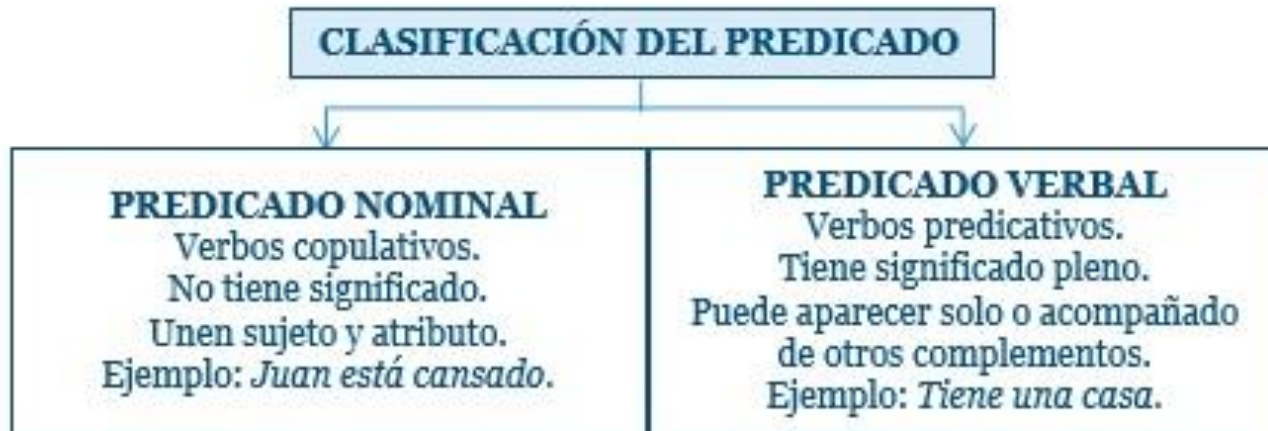 CLASIFICACIÓN DEL PREDICADO
PREDICADO NOMINAL
Verbos copulativos.
No tiene significado.
Unen sujeto y atributo.
Ejemplo: Juan está cansado.
PREDICADO VERBAL
Verbos predicativos.
Tiene significado pleno.
Puede aparecer solo o acompañado
de otros complementos.
Ejemplo: Tiene una casa.